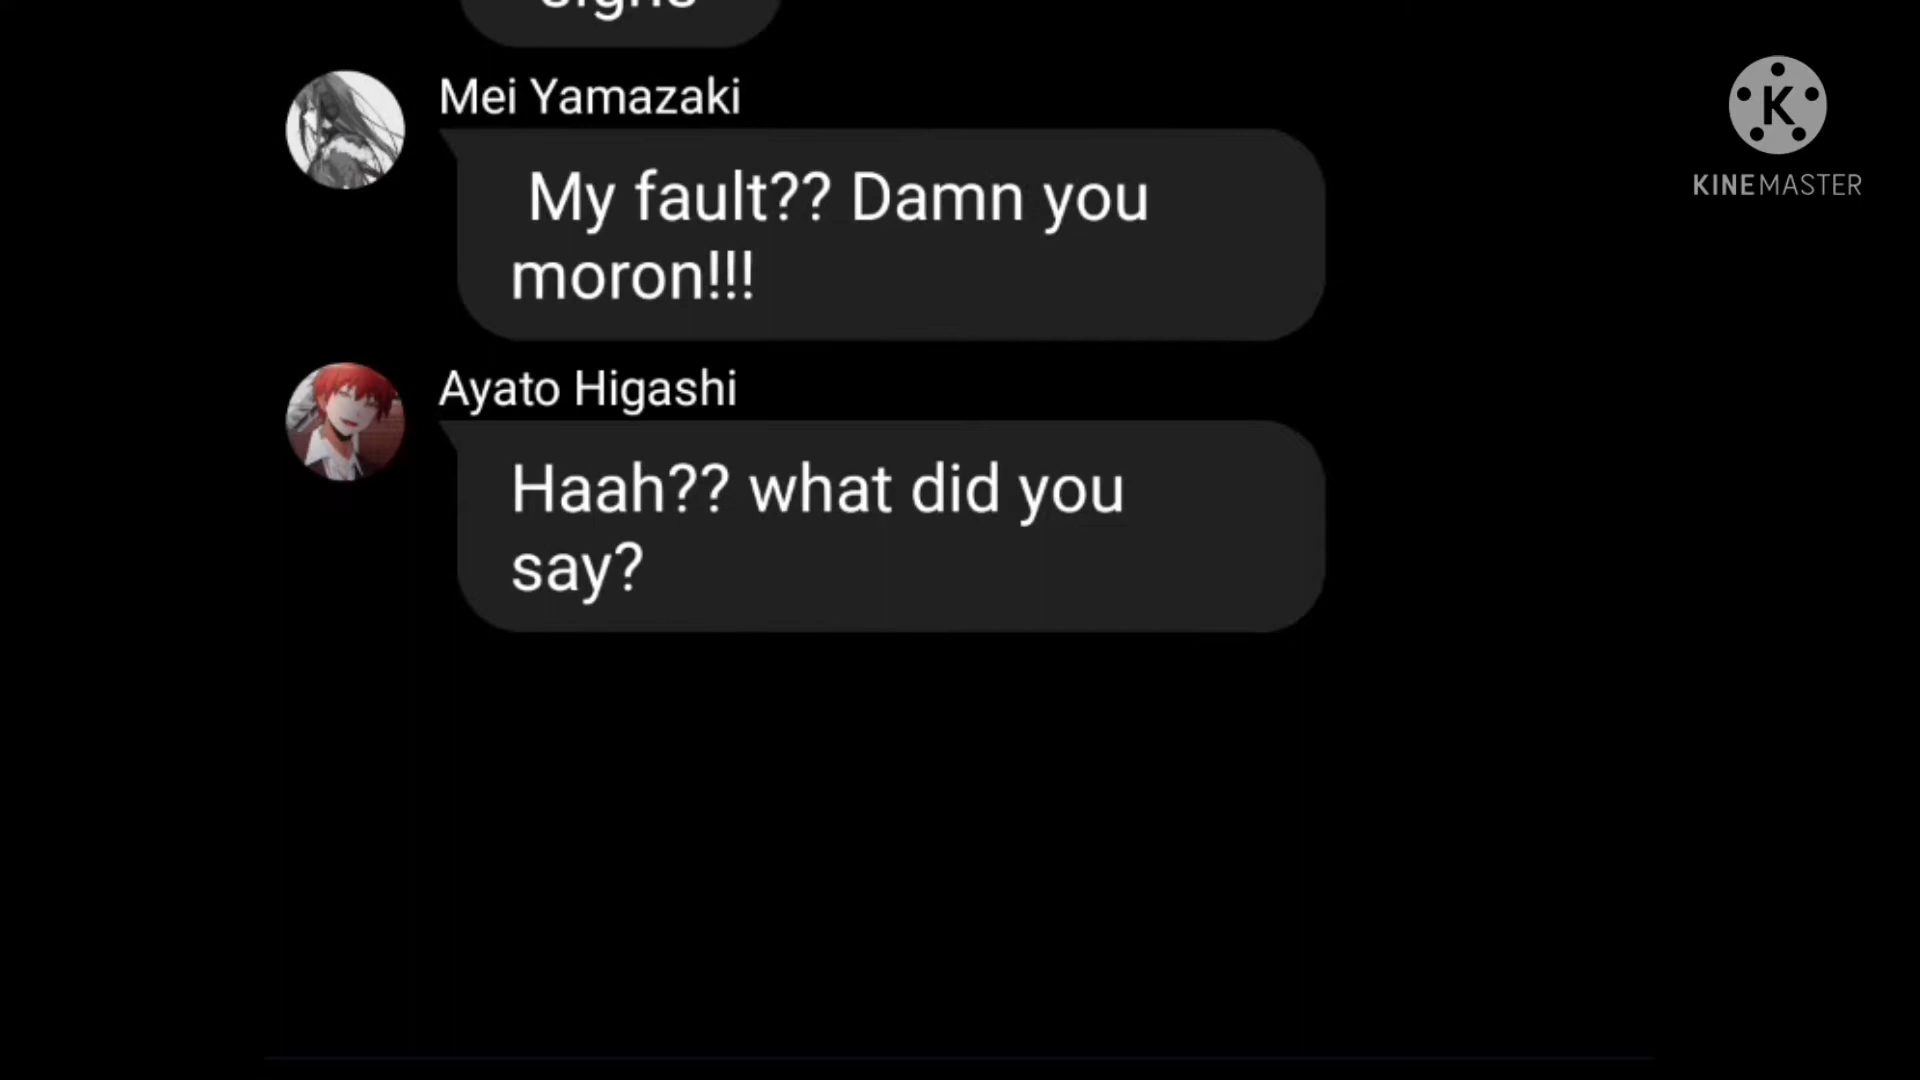 Mei Yamazaki
My fault?? Damn you
moron!!!
Ayato Higashi
Haah?? what did you
say?
K
KINEMASTER